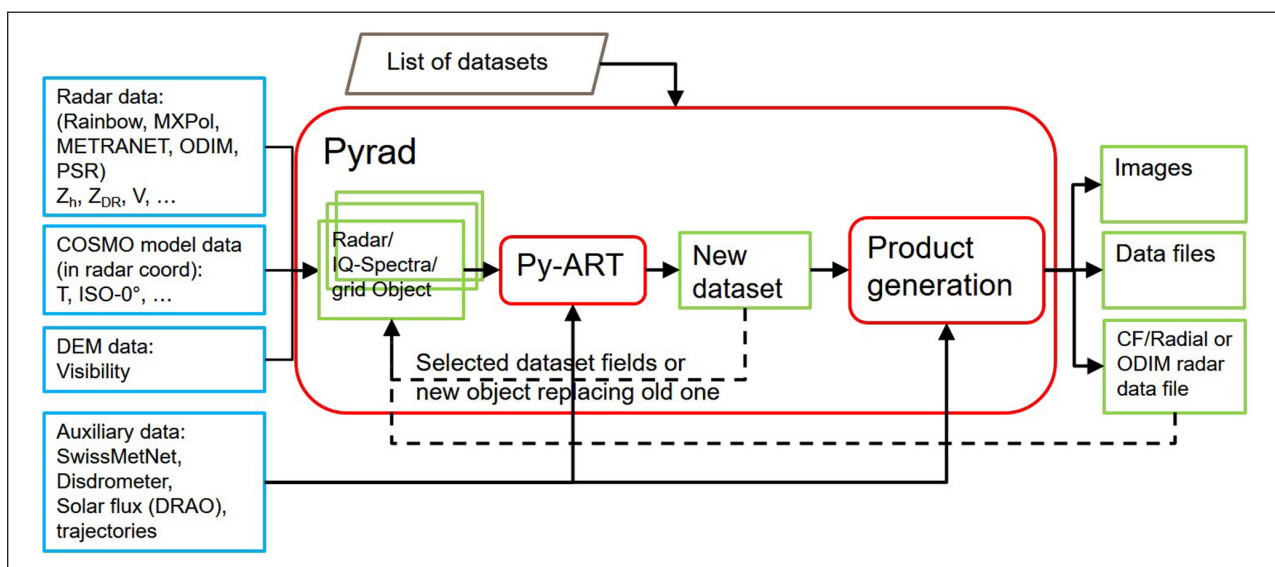 List of datasets
Radar data:
(Rainbow, MXPol,
METRANET, ODIM,
PSR)
Zh, ZDR, V, …
COSMO model data
(in radar coord):
T, ISO-0°, …
DEM data:
Visibility
Auxiliary data:
SwissMetNet,
Disdrometer,
Solar flux (DRAO),
trajectories
Pyrad
Radar/
IQ-Spectra/
grid Object
Py-ART
New
dataset
Product
generation
Selected dataset fields or
new object replacing old one
Images
Data files
CF/Radial or
ODIM radar
data file